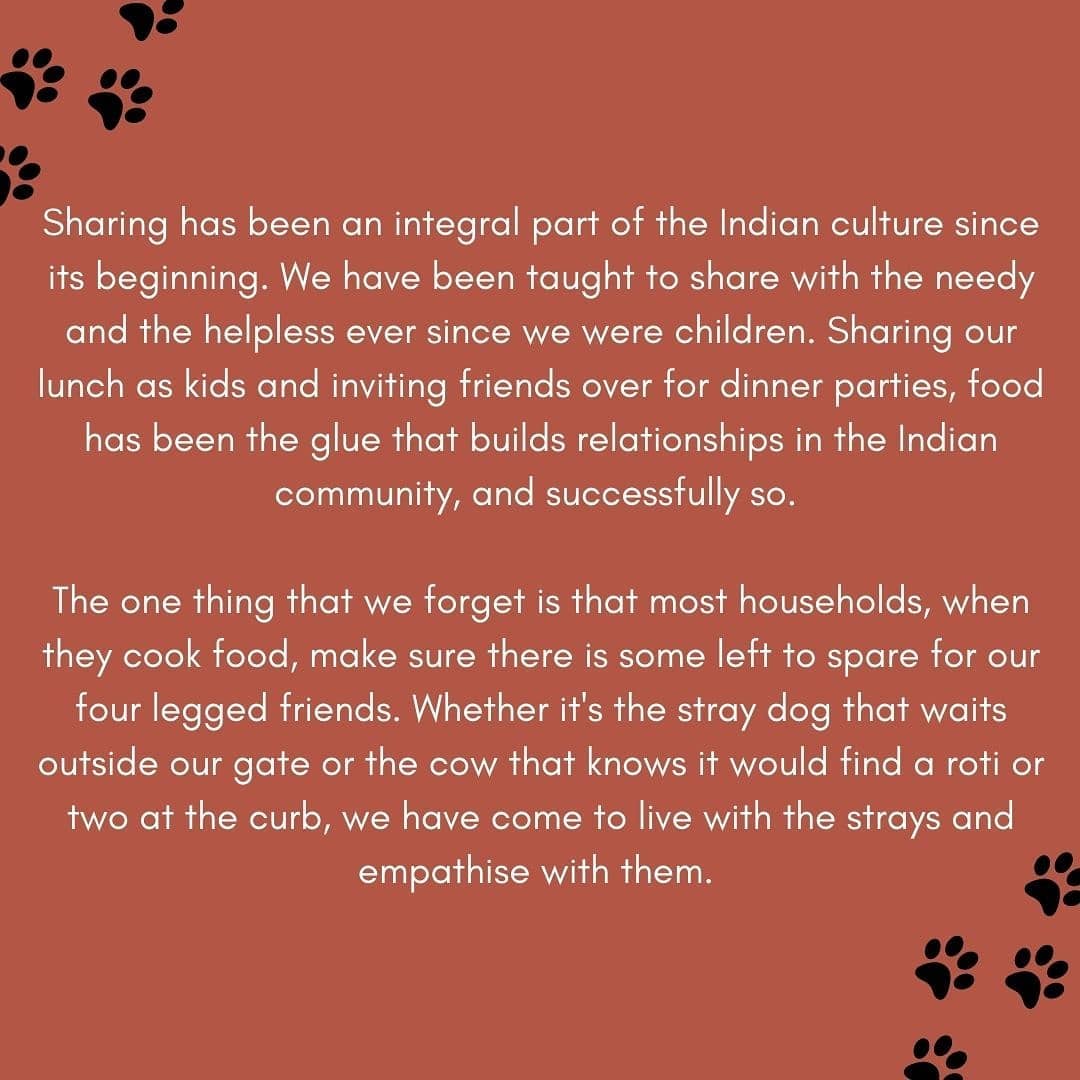 Sharing has been an integral part of the Indian culture since
its beginning. We have been taught to share with the needy
and the helpless ever since we were children. Sharing our
lunch as kids and inviting friends over for dinner parties, food
has been the glue that builds relationships in the Indian
community, and successfully so.
The one thing that we forget is that most households, when
they cook food, make sure there is some left to spare for our
four legged friends. Whether it's the stray dog that waits
outside our gate or the cow that knows it would find a roti or
two at the curb, we have come to live with the strays and
empathise with them.